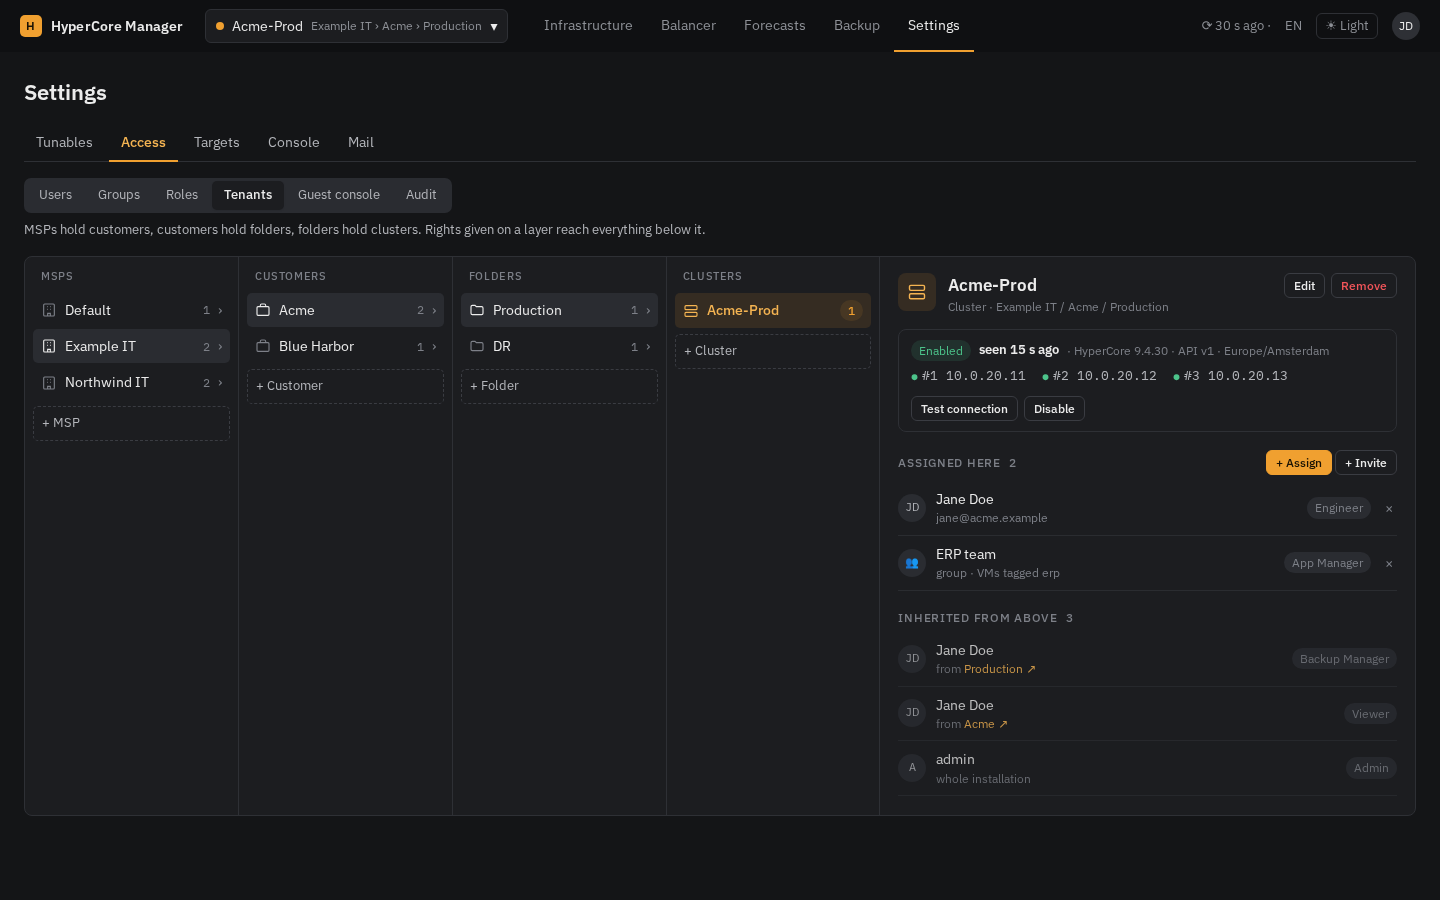 H HyperCore Manager Acme-Prod Example IT › Acme › Production ▾ Infrastructure Balancer Forecasts Backup Settings ⟳ 30 s ago · EN ☀ Light JD
Settings
Tunables Access Targets Console Mail
Users Groups Roles Tenants Guest console Audit
MSPs hold customers, customers hold folders, folders hold clusters. Rights given on a layer reach everything below it.
MSPS
Default 1 ›
Example IT 2 ›
Northwind IT 2 ›
+ MSP
CUSTOMERS
Acme 2 ›
Blue Harbor 1 ›
+ Customer
FOLDERS
Production 1 ›
DR 1 ›
+ Folder
CLUSTERS
Acme-Prod 1
+ Cluster
Acme-Prod Edit Remove
Cluster · Example IT / Acme / Production
Enabled seen 15 s ago · HyperCore 9.4.30 · API v1 · Europe/Amsterdam
● #1 10.0.20.11 ● #2 10.0.20.12 ● #3 10.0.20.13
Test connection Disable
ASSIGNED HERE 2 + Assign + Invite
JD Jane Doe Engineer ×
jane@acme.example
ERP team App Manager ×
group · VMs tagged erp
INHERITED FROM ABOVE 3
JD Jane Doe Backup Manager
from Production ↗
JD Jane Doe Viewer
from Acme ↗
A admin Admin
whole installation